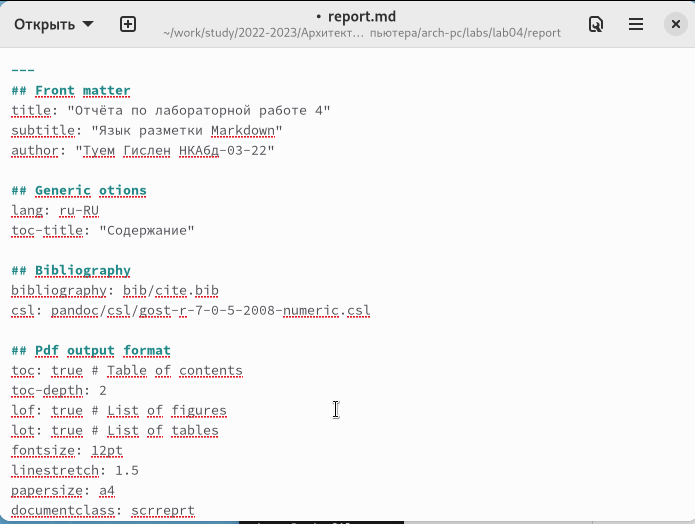 Открыть
• report.md
~/work/study/2022-2023/Архитект… пьютера/arch-pc/labs/lab04/report
---
## Front matter
title: "Отчёта по лабораторной работе 4"
subtitle: "Язык разметки Markdown"
author: "Туем Гислен НКАбд-03-22"
## Generic otions
lang: ru-RU
toc-title: "Содержание"
## Bibliography
bibliography: bib/cite.bib
csl: pandoc/csl/gost-r-7-0-5-2008-numeric.csl
## Pdf output format
toc: true # Table of contents
toc-depth: 2
lof: true # List of figures
lot: true # List of tables
fontsize: 12pt
linestretch: 1.5
papersize: a4
documentclass: scrreprt